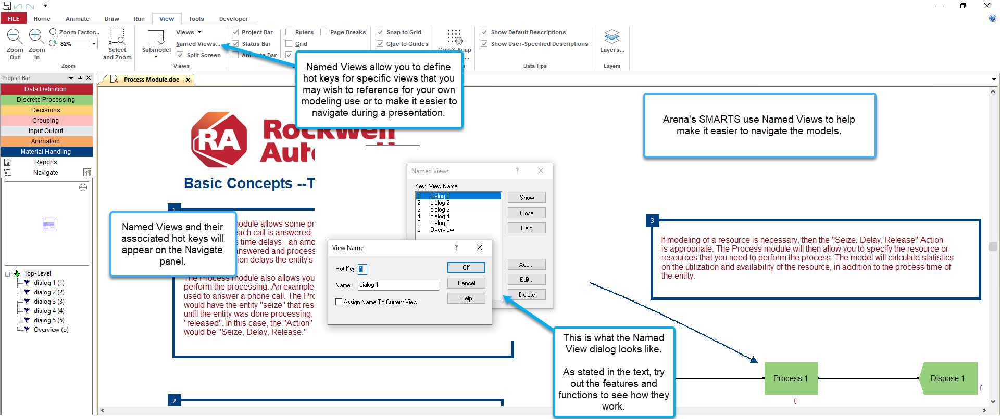 FILE
Home
Animate
Draw
Run
View
Tools
Developer
Zoom Out
Zoom In
Zoom Factor...
82%
Select and Zoom
Zoom
Submodel
Views
Named Views...
Split Screen
Views
Project Bar
Status Bar
Animate Bar
Rulers
Grid
Page Breaks
Snap to Grid
Glue to Guides
Grid & Snap
Show Default Descriptions
Show User-Specified Descriptions
Data Tips
Layers...
Layers
Project Bar
Process Module.doe
Data Definition
Discrete Processing
Decisions
Grouping
Input Output
Animation
Material Handling
Reports
Navigate
Top-Level
dialog 1 (1)
dialog 2 (2)
dialog 3 (3)
dialog 4 (4)
dialog 5 (5)
Overview (o)
Named Views allow you to define
hot keys for specific views that you
may wish to reference for your own
modeling use or to make it easier to
navigate during a presentation.
Arena's SMARTS use Named Views to help
make it easier to navigate the models.
RA
Rockwell
Aut
Basic Concepts --T
1
Named Views and their
associated hot keys will
appear on the Navigate
panel.
odule allows some pr
ach call is answered,
s time delays - an amo
answered and process
ion delays the entity's
The Process module also allows you
perform the processing. An example
used to answer a phone call. The Pro
would have the entity "seize" that res
until the entity was done processing,
"released". In this case, the "Action"
would be "Seize, Delay, Release."
2
Named Views
?
Key: View Name:
1 dialog 1
2 dialog 2
3 dialog 3
4 dialog 4
5 dialog 5
o Overview
Show
Close
Help
Add...
Edit...
Delete
View Name
?
Hot Key: 1
Name: dialog 1
Assign Name To Current View
OK
Cancel
Help
3
If modeling of a resource is necessary, then the "Seize, Delay, Release" Action
is appropriate. The Process module will then allow you to specify the resource or
resources that you need to perform the process. The model will calculate statistics
on the utilization and availability of the resource, in addition to the process time of
the entity.
This is what the Named
View dialog looks like.
As stated in the text, try
out the features and
functions to see how they
work.
Process 1
0
Dispose 1
0